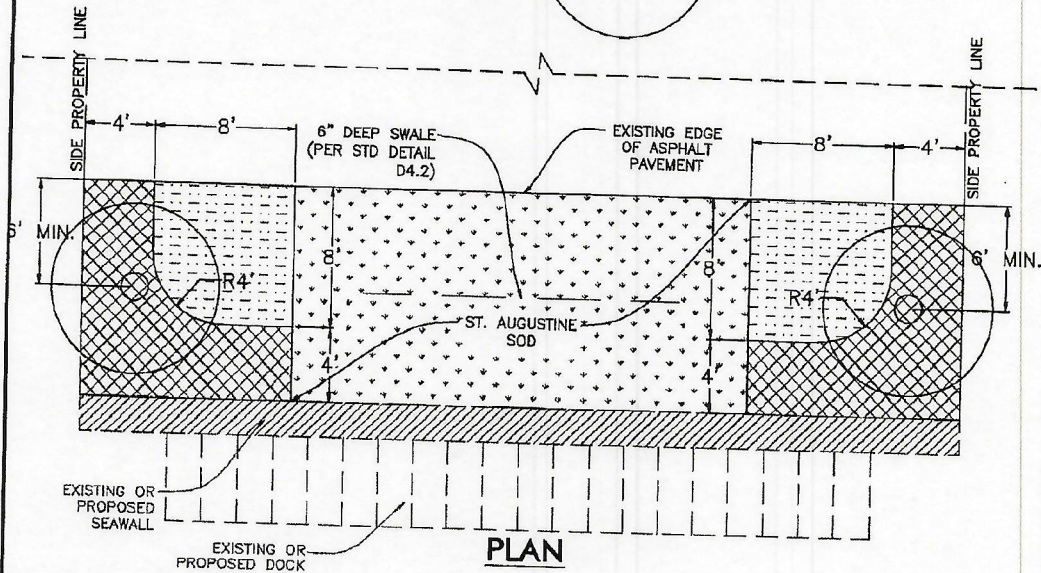 SIDE PROPERTY LINE
SIDE PROPERTY LINE
4'
8'
6" DEEP SWALE
(PER STD DETAIL
D4.2)
EXISTING EDGE
OF ASPHALT
PAVEMENT
8'
4'
6' MIN.
8'
8'
6' MIN.
R4'
R4'
ST. AUGUSTINE
SOD
4'
4'
EXISTING OR
PROPOSED
SEAWALL
EXISTING OR
PROPOSED DOCK
PLAN